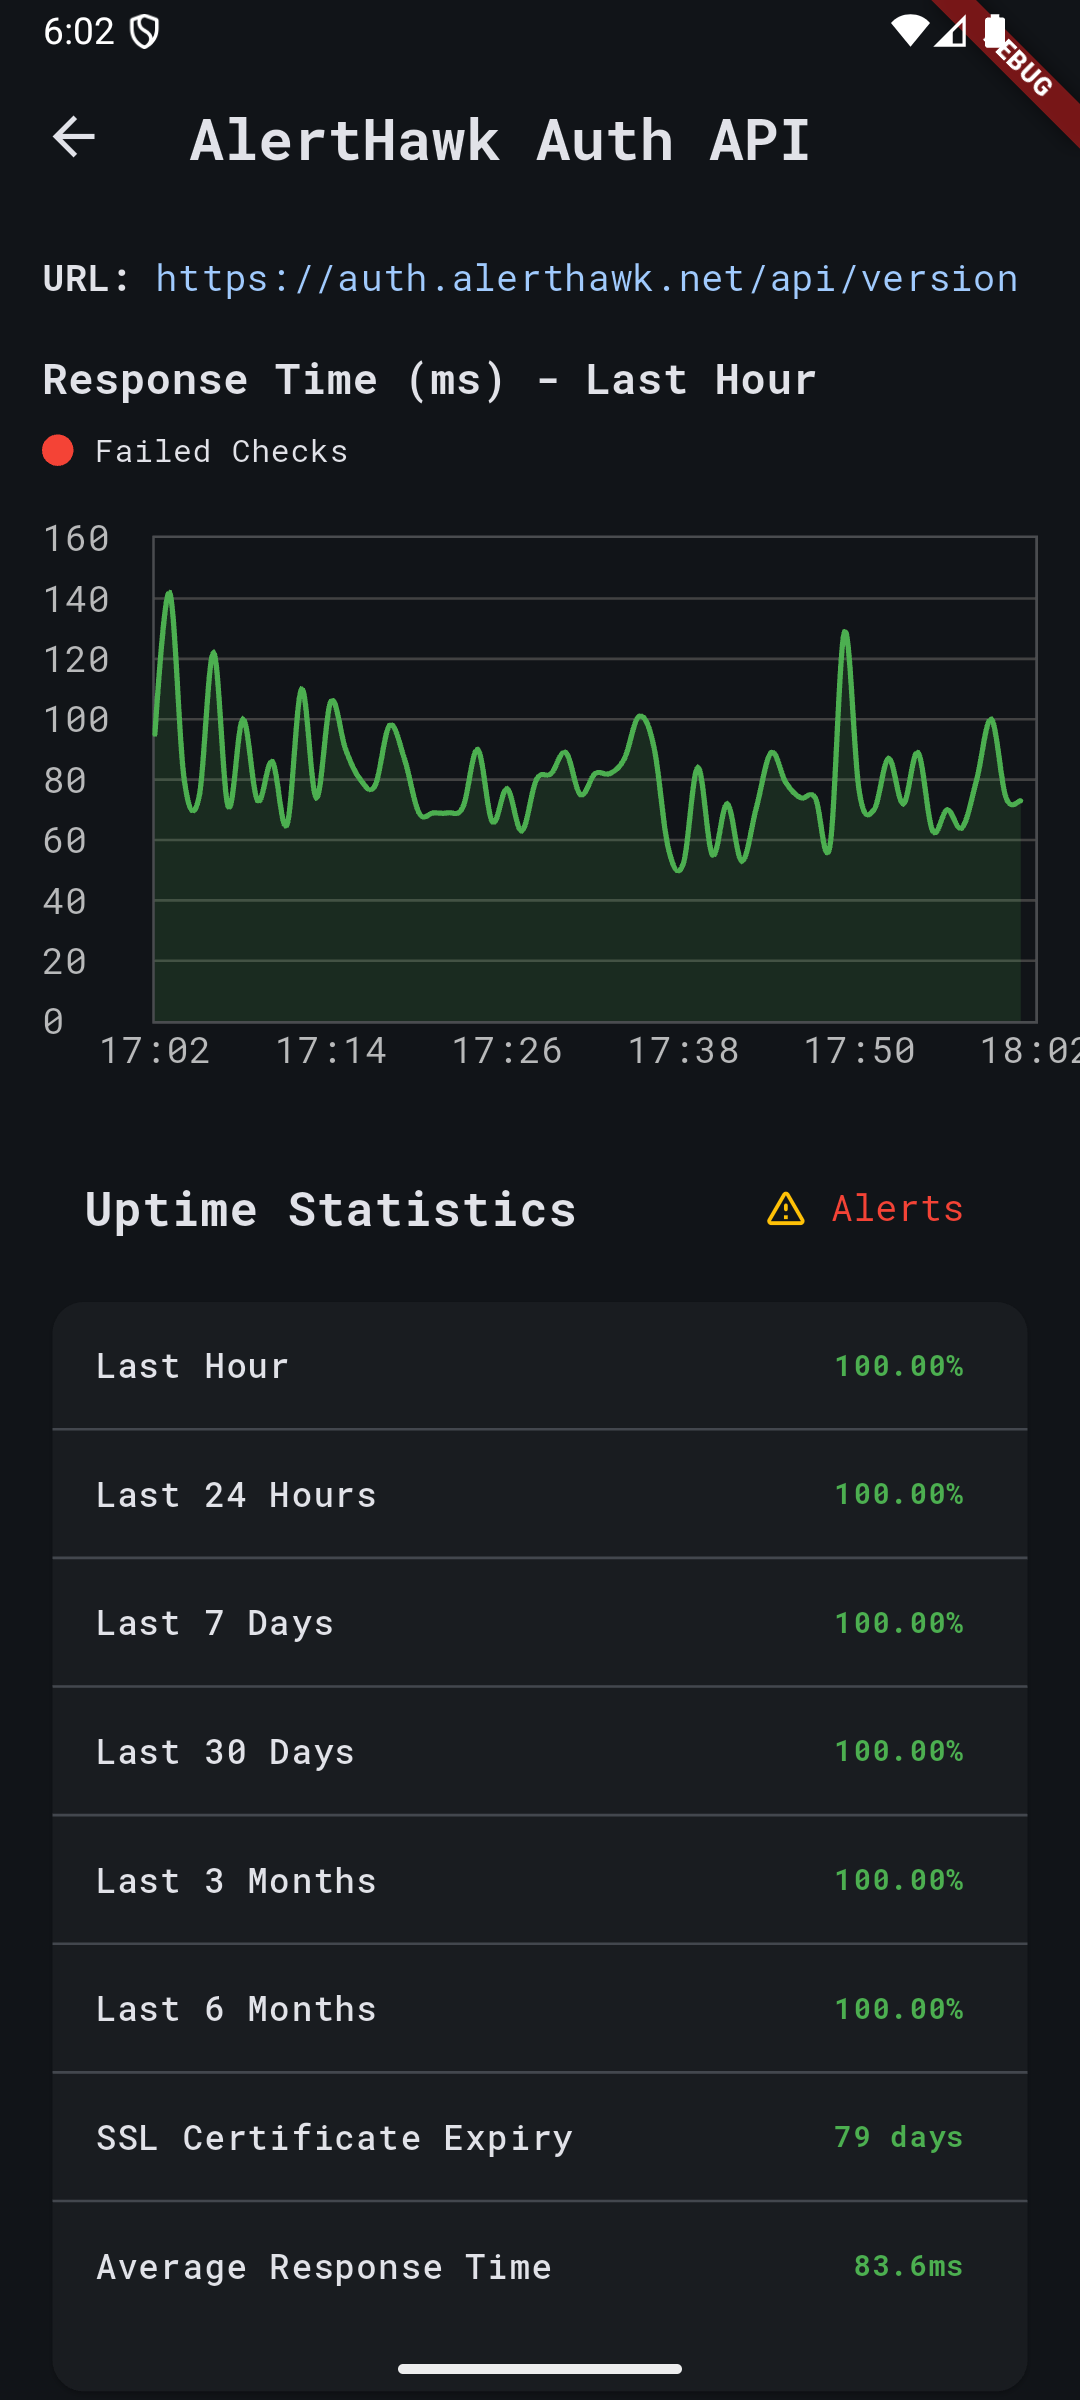 6:02
EBUG
AlertHawk Auth API
URL: https://auth.alerthawk.net/api/version
Response Time (ms) - Last Hour
Failed Checks
160
140
120
100
80
60
40
20
0
17:02 17:14 17:26 17:38 17:50 18:02
Uptime Statistics Alerts
Last Hour 100.00%
Last 24 Hours 100.00%
Last 7 Days 100.00%
Last 30 Days 100.00%
Last 3 Months 100.00%
Last 6 Months 100.00%
SSL Certificate Expiry 79 days
Average Response Time 83.6ms